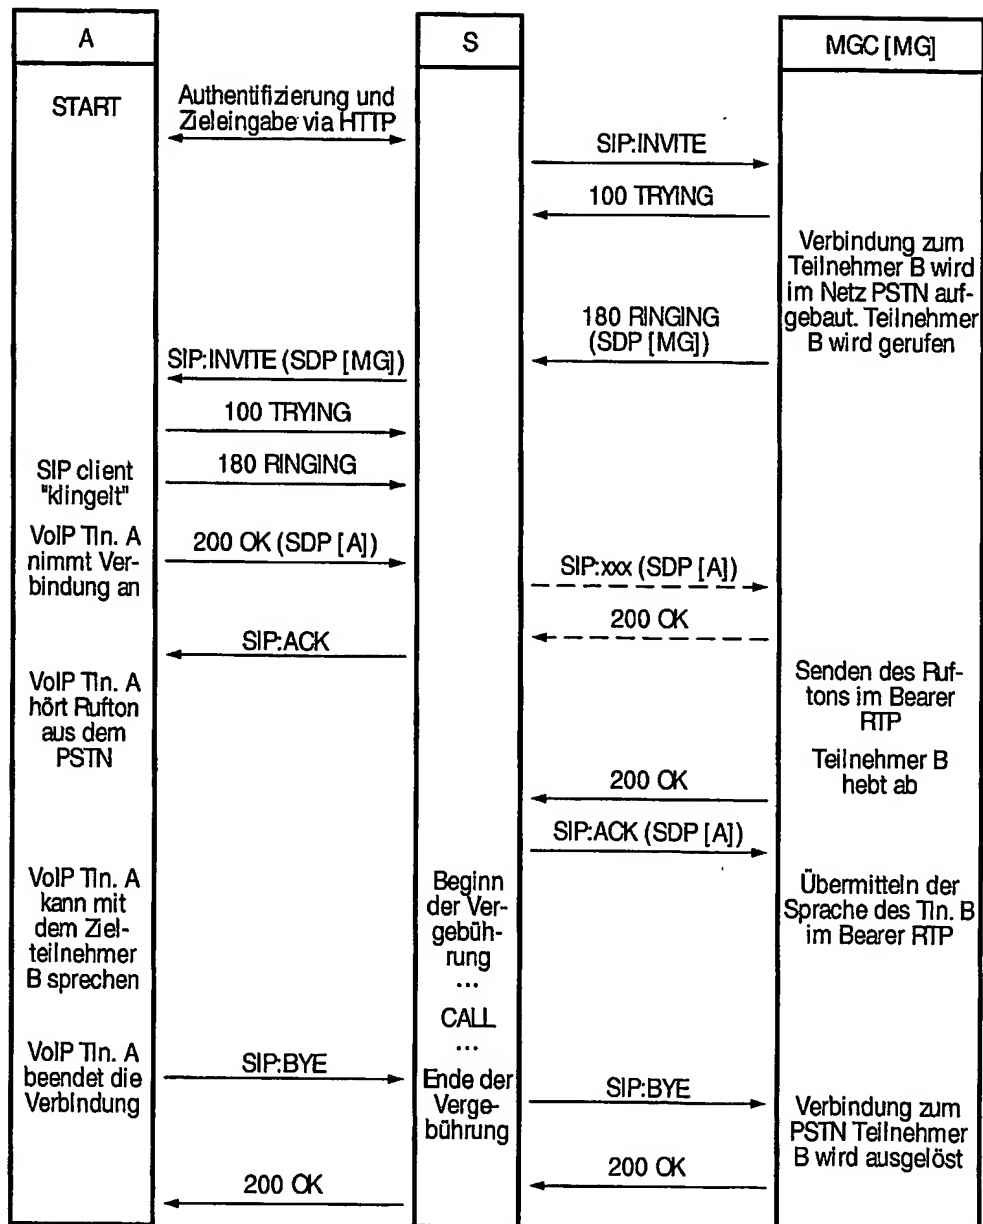 A
S
MGC [MG]
START
Authentifizierung und
Zieleingabe via HTTP
SIP:INVITE
100 TRYING
Verbindung zum
Teilnehmer B wird
im Netz PSTN auf-
gebaut. Teilnehmer
B wird gerufen
180 RINGING
(SDP [MG])
SIP:INVITE (SDP [MG])
100 TRYING
SIP client
"klingelt"
180 RINGING
VoIP Tln. A
nimmt Ver-
bindung an
200 OK (SDP [A])
SIP:xxx (SDP [A])
200 OK
SIP:ACK
VoIP Tln. A
hört Rufton
aus dem
PSTN
Senden des Ruf-
tons im Bearer
RTP
Teilnehmer B
hebt ab
200 OK
SIP:ACK (SDP [A])
VoIP Tln. A
kann mit
dem Ziel-
teilnehmer
B sprechen
Beginn
der Ver-
gebüh-
rung
...
CALL
...
Ende der
Verge-
bührung
Übermitteln der
Sprache des Tln. B
im Bearer RTP
VoIP Tln. A
beendet die
Verbindung
SIP:BYE
SIP:BYE
Verbindung zum
PSTN Teilnehmer
B wird ausgelöst
200 OK
200 OK